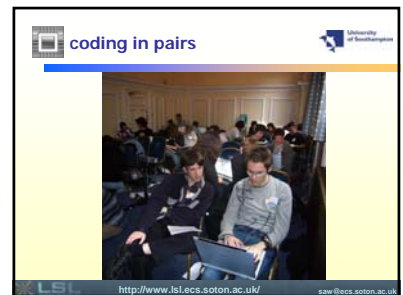 coding in pairs
University
of Southampton
LSL
http://www.lsl.ecs.soton.ac.uk/
saw@ecs.soton.ac.uk